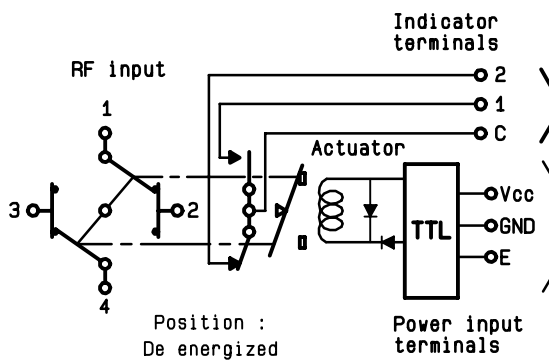 Indicator
terminals
RF input
2
1
1
C
Actuator
3
2
Vcc
TTL
GND
E
4
Position :
De energized
Power input
terminals